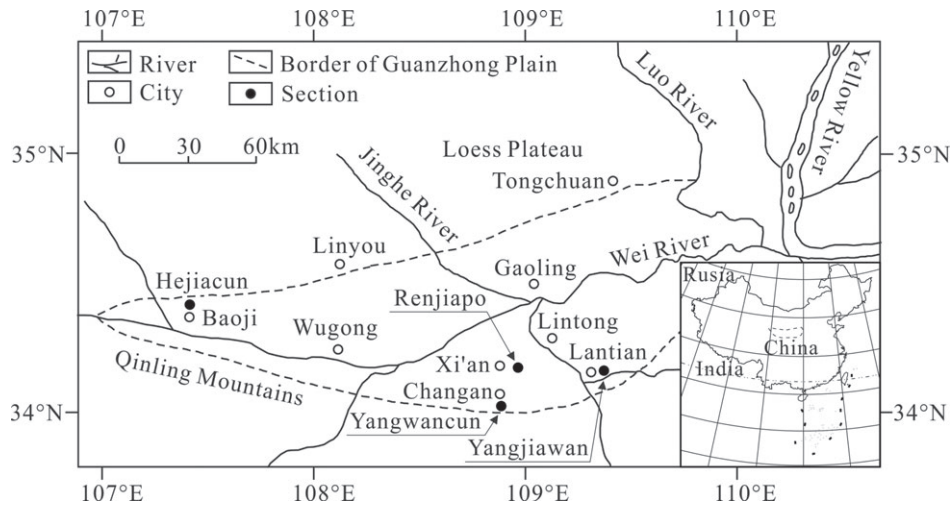 107°E 108°E 109°E 110°E
River
Border of Guanzhong Plain
City
Section
0 30 60km
35°N
35°N
Luo River
Yellow River
Loess Plateau
Tongchuan
Jinghe River
Linyou
Wei River
Gaoling
Hejiacun
Renjiapo
Baoji
Wugong
Lintong
Xi'an
Lantian
Qinling Mountains
Changan
34°N
34°N
Yangwancun
Yangjiawan
Rusia
China
India
107°E 108°E 109°E 110°E